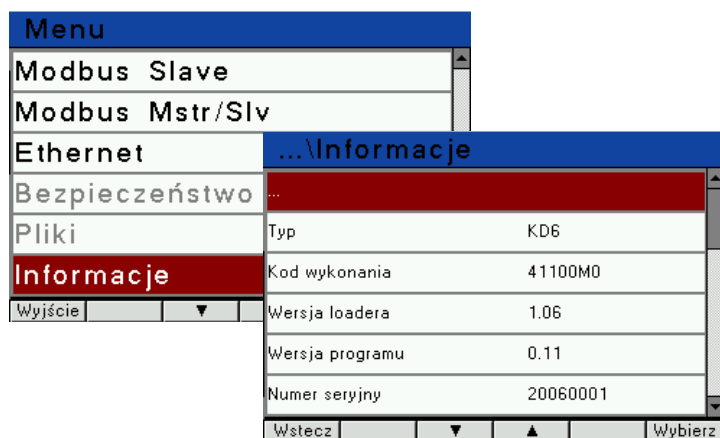 Menu
Modbus Slave
Modbus Mstr/Slv
Ethernet
Bezpieczeństwo
Pliki
Informacje
Wyjście ▼
...\Informacje
...
Typ KD6
Kod wykonania 41100M0
Wersja loadera 1.06
Wersja programu 0.11
Numer seryjny 20060001
Wstecz ▼ ▲ Wybierz